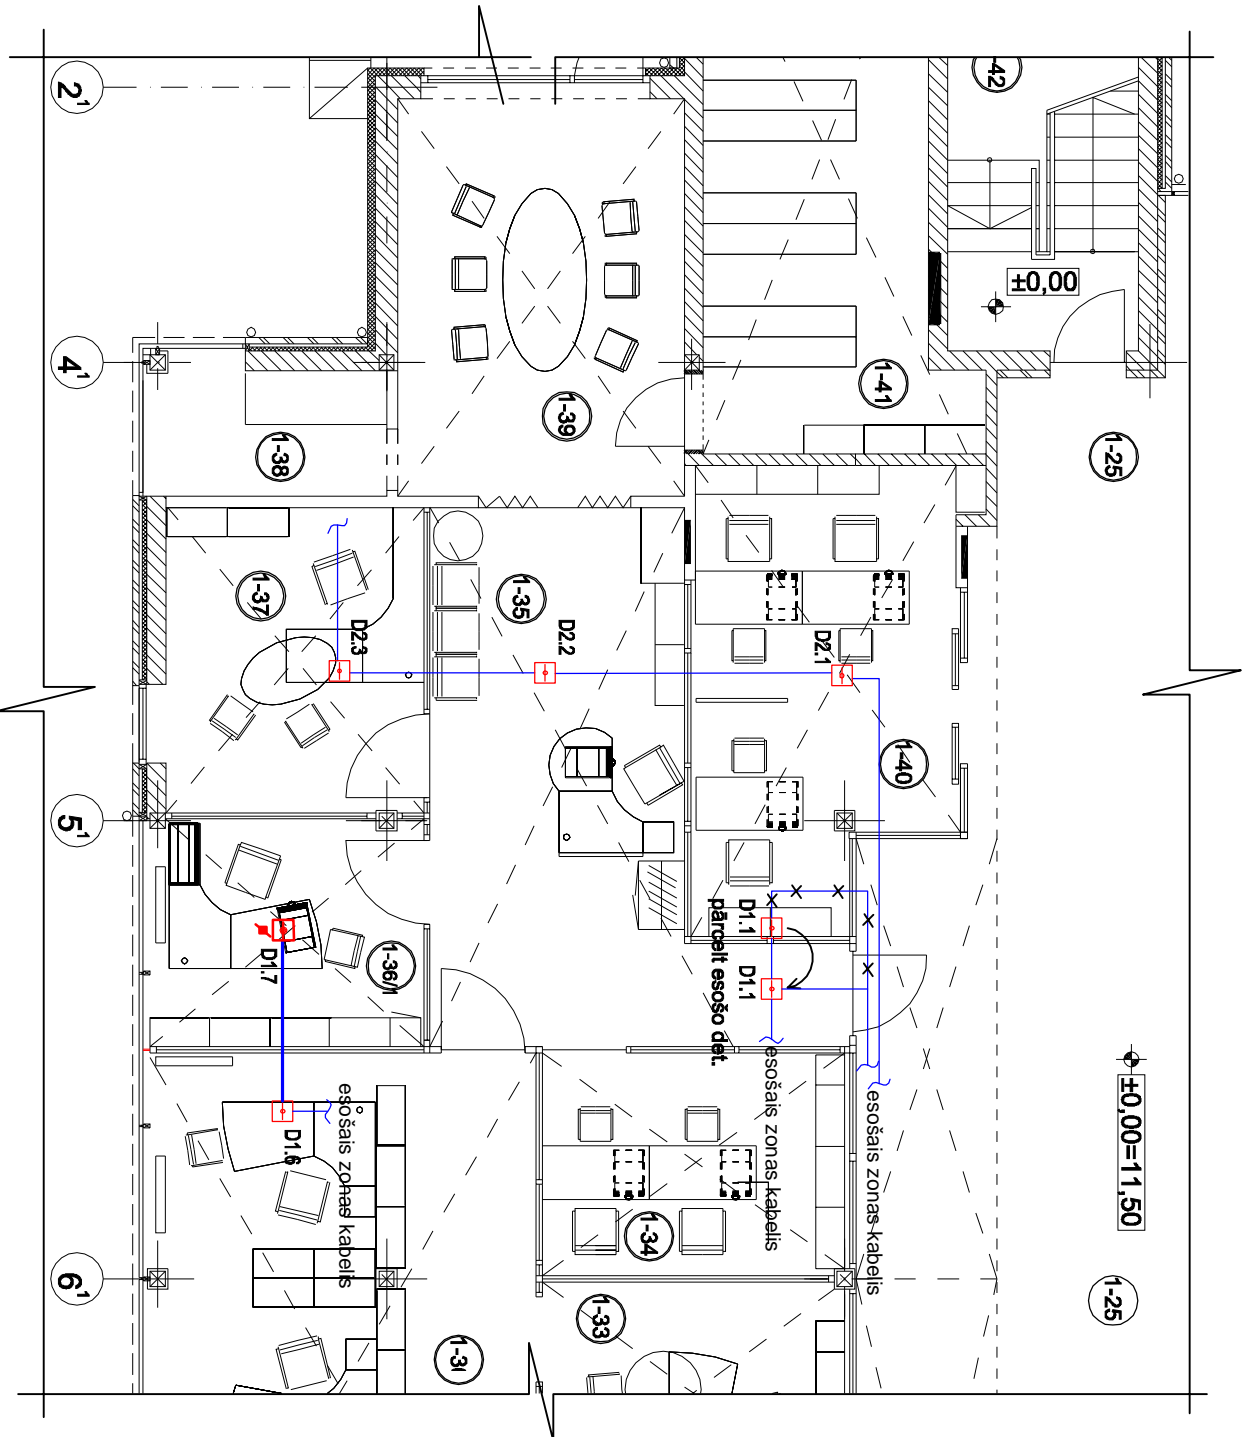 2¹
4¹
5¹
6¹
1-42
±0,00
1-41
1-25
1-39
1-38
1-37
1-35
D2.3
D2.2
D2.1
1-40
D1.1
D1.1
pārcelt esošo det.
1-36/1
D1.7
D1.6
esošais zonas kabelis
esošais zonas kabelis
esošais zonas kabelis
±0,00=11,50
1-34
1-33
1-25